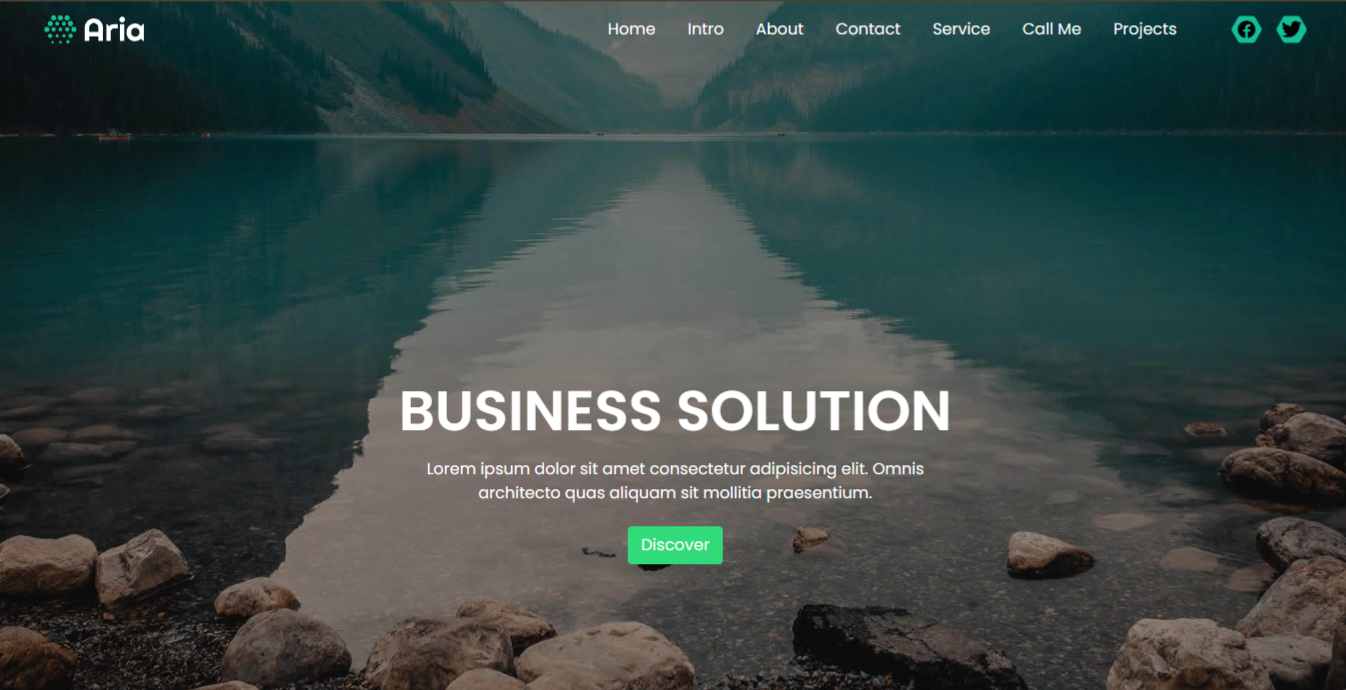 Aria
Home Intro About Contact Service Call Me Projects
BUSINESS SOLUTION
Lorem ipsum dolor sit amet consectetur adipisicing elit. Omnis
architecto quas aliquam sit mollitia praesentium.
Discover